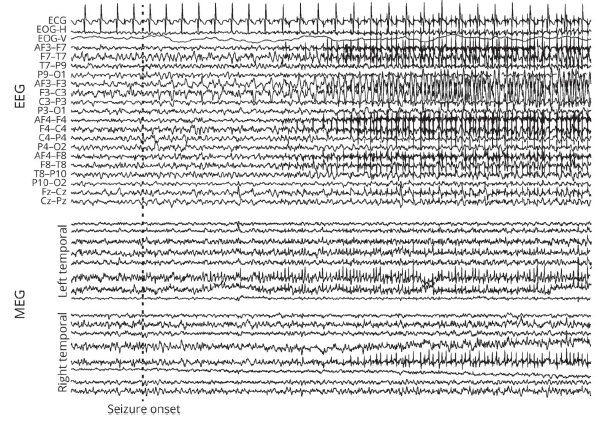 ECG
EOG-H
EOG-V
AF3–F7
F7–T7
T7–P9
P9–O1
AF3–F3
F3–C3
C3–P3
P3–O1
AF4–F4
F4–C4
C4–P4
P4–O2
AF4–F8
F8–T8
T8–P10
P10–O2
Fz–Cz
Cz–Pz
EEG
Left temporal
Right temporal
MEG
Seizure onset